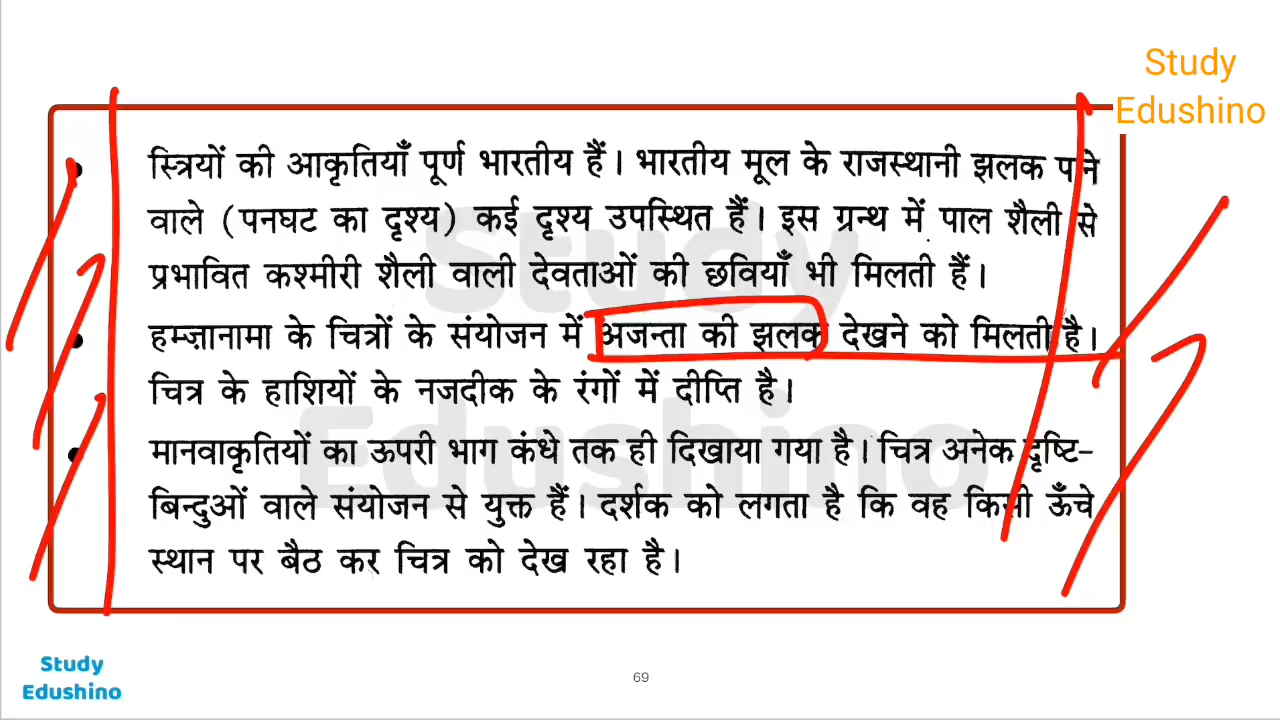 Study
Edushino
स्त्रियों की आकृतियाँ पूर्ण भारतीय हैं। भारतीय मूल के राजस्थानी झलक पाने
वाले (पनघट का दृश्य) कई दृश्य उपस्थित हैं। इस ग्रन्थ में पाल शैली से
प्रभावित कश्मीरी शैली वाली देवताओं की छवियाँ भी मिलती हैं।
हम्ज़ानामा के चित्रों के संयोजन में अजन्ता की झलक देखने को मिलती है।
चित्र के हाशियों के नजदीक के रंगों में दीप्ति है।
मानवाकृतियों का ऊपरी भाग कंधे तक ही दिखाया गया है। चित्र अनेक दृष्टि-
बिन्दुओं वाले संयोजन से युक्त हैं। दर्शक को लगता है कि वह किसी ऊँचे
स्थान पर बैठ कर चित्र को देख रहा है।
Study
Edushino
Study
Edushino
69